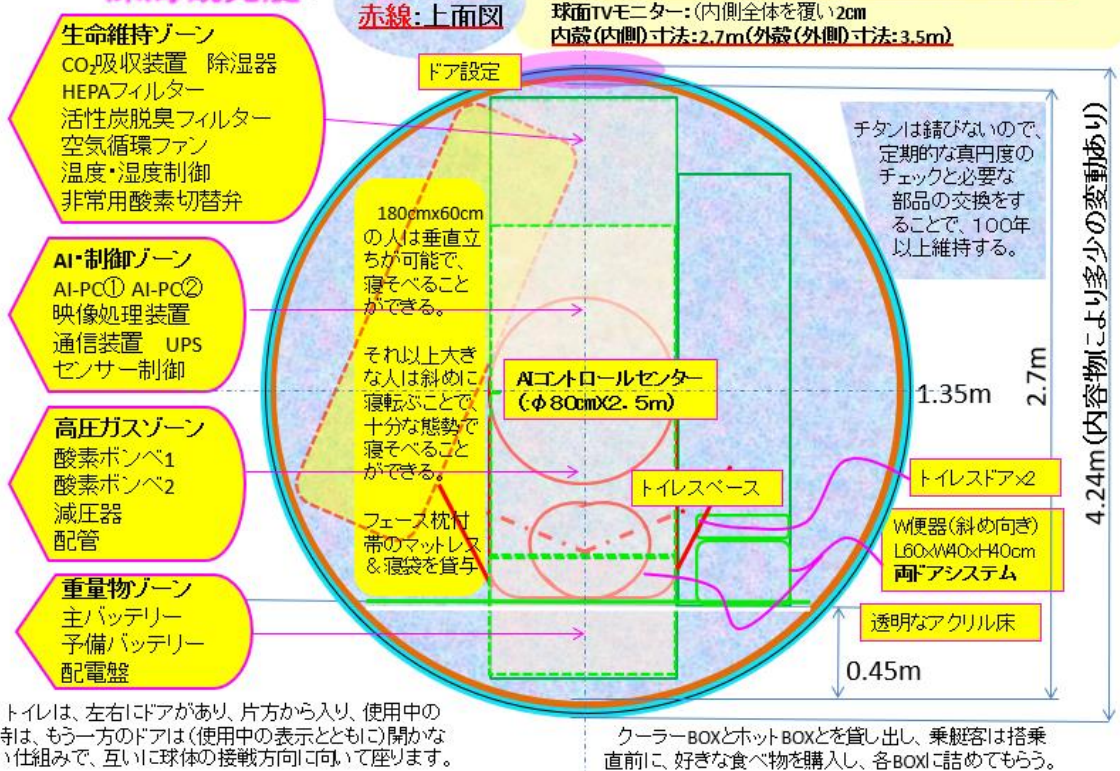 赤線:上面図
球面TVモニター:(内側全体を覆い2cm
内殻(内側)寸法:2.7m(外殻(外側)寸法:3.5m)
生命維持ゾーン
CO₂吸収装置 除湿器
HEPAフィルター
活性炭脱臭フィルター
空気循環ファン
温度・湿度制御
非常用酸素切替弁
ドア設定
チタンは錆びないので、
定期的な真円度の
チェックと必要な
部品の交換をす
ることで、100年
以上維持する。
180cmx60cm
の人は垂直立
ちが可能で、
寝そべること
ができる。
それ以上大き
な人は斜めに
寝転ぶことで
十分な態勢で
寝そべること
ができる。
フェース枕付
帯のマットレス
&寝袋を貸与
AI・制御ゾーン
AI-PC① AI-PC②
映像処理装置
通信装置 UPS
センサー制御
AIコントロールセンター
(:φ80cmX2.5m)
1.35m
2.7m
4.24m(内容物により多少の変動あり)
高圧ガスゾーン
酸素ボンベ1
酸素ボンベ2
減圧器
配管
トイレスペース
トイレスドアx2
W便器(斜め向き)
L60xW40xH40cm
両ドアシステム
重量物ゾーン
主バッテリー
予備バッテリー
配電盤
透明なアクリル床
0.45m
トイレは、左右にドアがあり、片方から入り、使用中の
時は、もう一方のドアは(使用中の表示とともに)開かな
い仕組みで、互いに球体の接戦方向に向いて座ります。
クーラーBOXとホットBOXとを貸し出し、乗艇客は搭乗
直前に、好きな食べ物を購入し、各BOXに詰めてもらう。